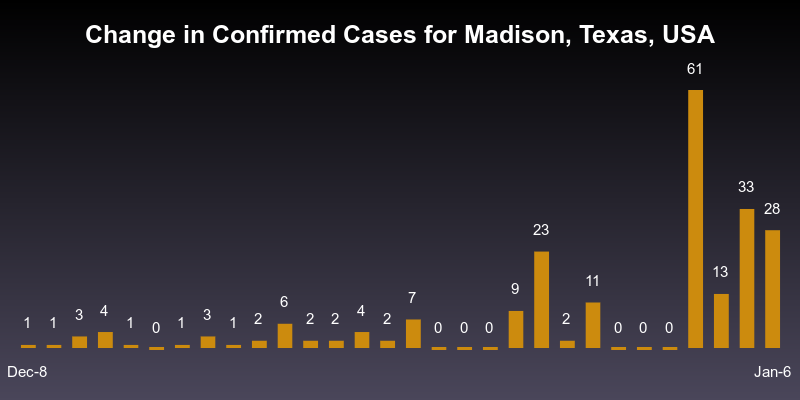 Change in Confirmed Cases for Madison, Texas, USA
1 1 3 4 1 0 1 3 1 2 6 2 2 4 2 7 0 0 0 9 23 2 11 0 0 0 61 13 33 28
Dec-8 Jan-6